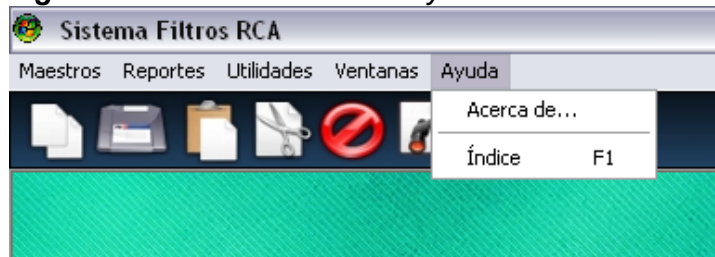 Sistema Filtros RCA
Maestros Reportes Utilidades Ventanas Ayuda
Acerca de...
Índice F1